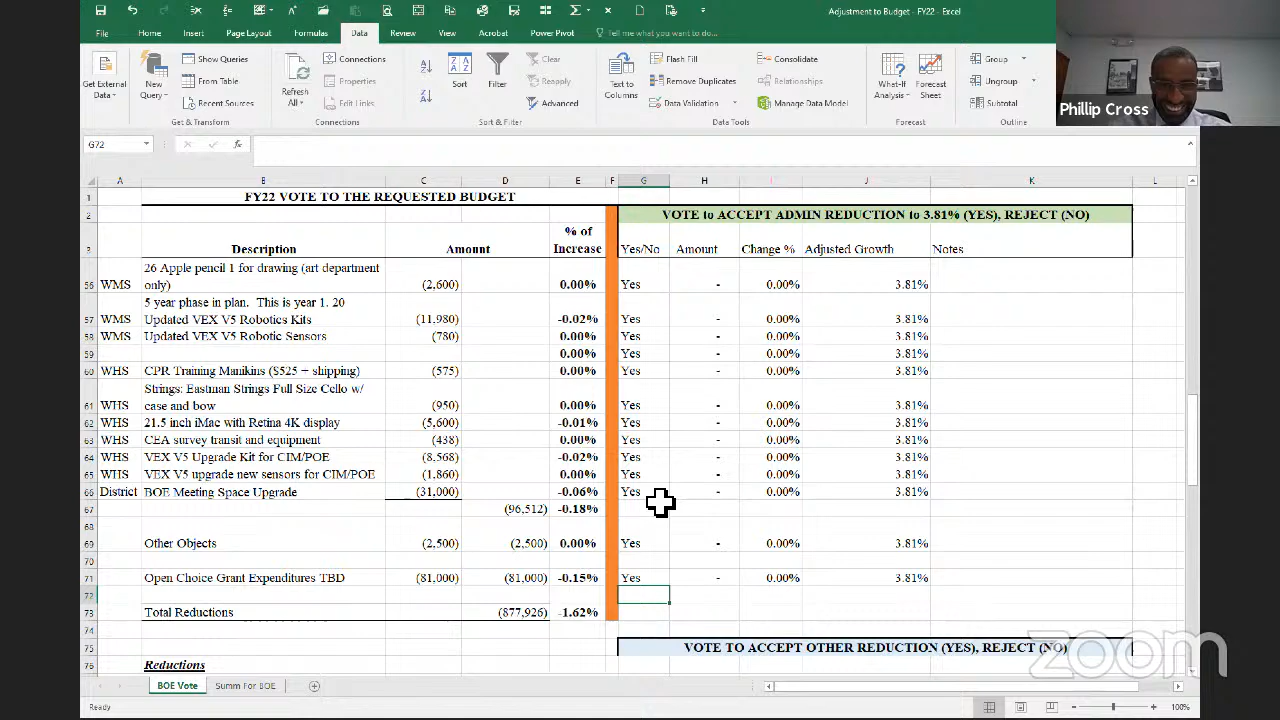 Adjustment to Budget - FY22 - Excel
File Home Insert Page Layout Formulas Data Review View Acrobat Power Pivot Tell me what you want to do...
Get External Data
New Query
Show Queries
From Table
Recent Sources
Get & Transform
Refresh All
Connections
Properties
Edit Links
Connections
Sort
Filter
Clear
Reapply
Advanced
Sort & Filter
Text to Columns
Flash Fill
Remove Duplicates
Data Validation
Consolidate
Relationships
Manage Data Model
Data Tools
What-If Analysis
Forecast Sheet
Forecast
Group
Ungroup
Subtotal
Outline
Phillip Cross
G72 fx
A B C D E F G H I J K L
1 FY22 VOTE TO THE REQUESTED BUDGET
2 VOTE to ACCEPT ADMIN REDUCTION to 3.81% (YES), REJECT (NO)
3 Description Amount % of Increase Yes/No Amount Change % Adjusted Growth Notes
26 Apple pencil 1 for drawing (art department
56 WMS only) (2,600) 0.00% Yes - 0.00% 3.81%
5 year phase in plan. This is year 1. 20
57 WMS Updated VEX V5 Robotics Kits (11,980) -0.02% Yes - 0.00% 3.81%
58 WMS Updated VEX V5 Robotic Sensors (780) 0.00% Yes - 0.00% 3.81%
59 0.00% Yes - 0.00% 3.81%
60 WHS CPR Training Manikins ($525 + shipping) (575) 0.00% Yes - 0.00% 3.81%
Strings: Eastman Strings Full Size Cello w/
61 WHS case and bow (950) 0.00% Yes - 0.00% 3.81%
62 WHS 21.5 inch iMac with Retina 4K display (5,600) -0.01% Yes - 0.00% 3.81%
63 WHS CEA survey transit and equipment (438) 0.00% Yes - 0.00% 3.81%
64 WHS VEX V5 Upgrade Kit for CIM/POE (8,568) -0.02% Yes - 0.00% 3.81%
65 WHS VEX V5 upgrade new sensors for CIM/POE (1,860) 0.00% Yes - 0.00% 3.81%
66 District BOE Meeting Space Upgrade (31,000) -0.06% Yes - 0.00% 3.81%
67 (96,512) -0.18%
68
69 Other Objects (2,500) (2,500) 0.00% Yes - 0.00% 3.81%
70
71 Open Choice Grant Expenditures TBD (81,000) (81,000) -0.15% Yes - 0.00% 3.81%
72
73 Total Reductions (877,926) -1.62%
74
75 VOTE TO ACCEPT OTHER REDUCTION (YES), REJECT (NO)
76 Reductions
zoom
BOE Vote Summ For BOE
Ready 100%